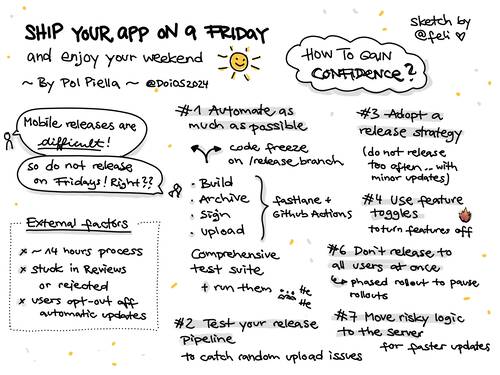 SHIP YOUR APP ON A FRIDAY
and enjoy your weekend
~ By Pol Piella ~ @DoiOS2024
sketch by
@feli ♡
HOW TO GAIN
CONFIDENCE?
Mobile releases are
difficult!
so do not release
on Fridays! Right??
External factors
x ~ 14 hours process
x stuck in Reviews
or rejected
x users opt-out off
automatic updates
#1 Automate as
much as possible
code freeze
on /release branch
• Build
• Archive
• Sign
• upload
fastlane +
Github Actions
Comprehensive
test suite
+ run them
#2 Test your release
pipeline
to catch random upload issues
#3 Adopt a
release strategy
(do not release
too often... with
minor updates)
#4 Use feature
toggles
to turn features off
#6 Don't release to
all users at once
↳ phased rollout to pause
rollouts
#7 Move risky logic
to the server
for faster updates